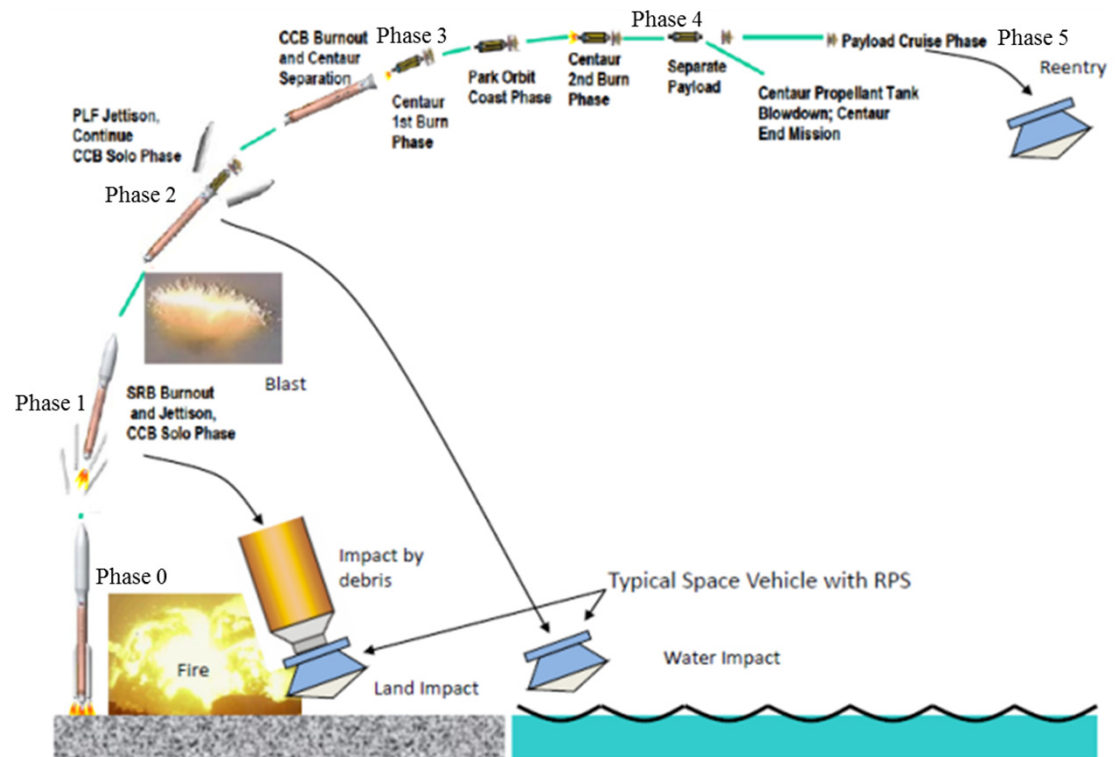 CCB Burnout
and Centaur
Separation
Phase 3
Centaur
1st Burn
Phase
Park Orbit
Coast Phase
Centaur
2nd Burn
Phase
Phase 4
Separate
Payload
Centaur Propellant Tank
Blowdown; Centaur
End Mission
Payload Cruise Phase
Phase 5
Reentry
PLF Jettison,
Continue
CCB Solo Phase
Phase 2
Blast
Phase 1
SRB Burnout
and Jettison,
CCB Solo Phase
Phase 0
Fire
Impact by
debris
Land Impact
Typical Space Vehicle with RPS
Water Impact